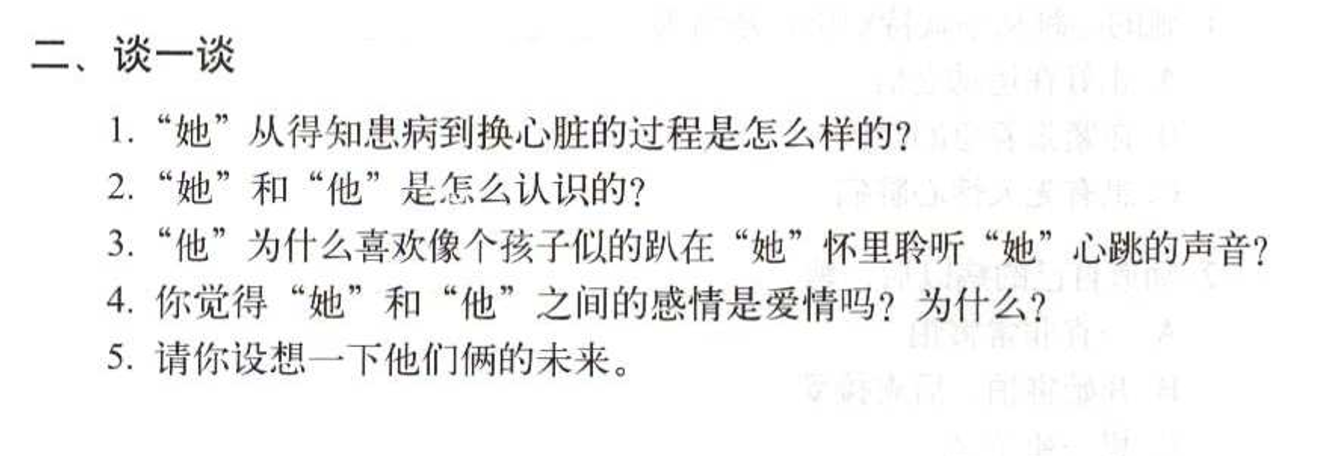 二、谈一谈
1. “她”从得知患病到换心脏的过程是怎么样的?
2. “她”和“他”是怎么认识的?
3. “他”为什么喜欢像个孩子似的趴在“她”怀里聆听“她”心跳的声音?
4. 你觉得“她”和“他”之间的感情是爱情吗? 为什么?
5. 请你设想一下他们俩的未来。